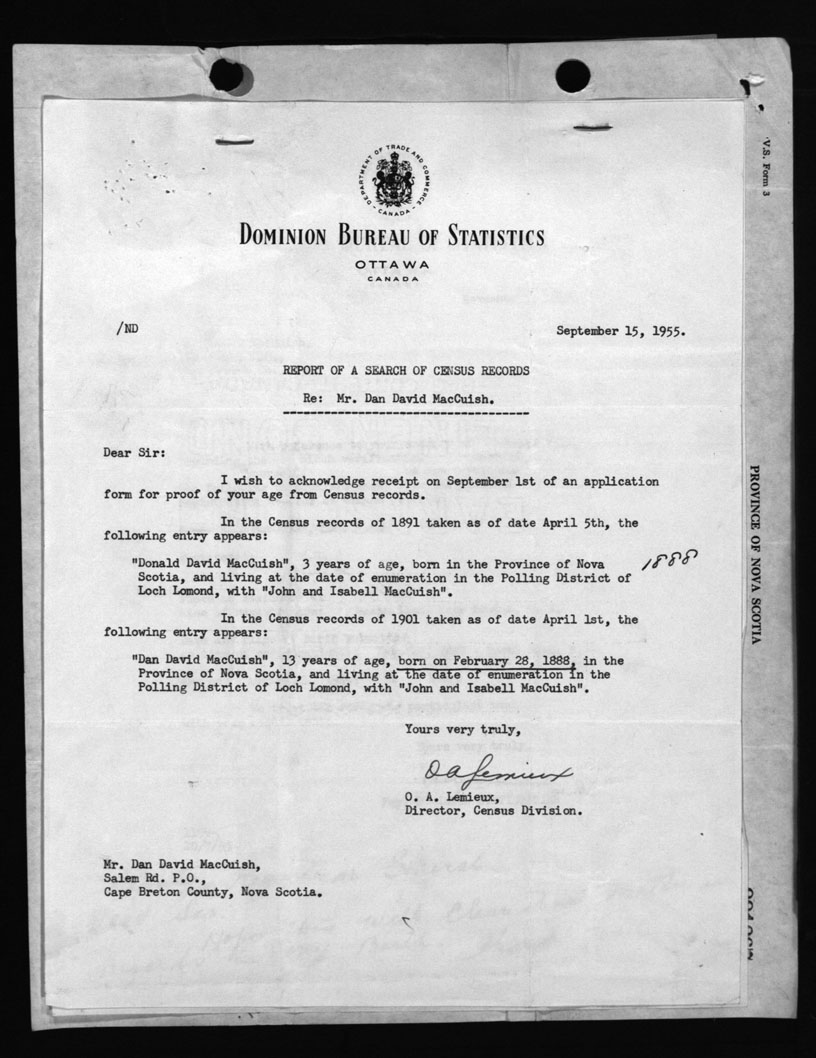 DEPARTMENT OF TRADE AND COMMERCE
- CANADA -
DOMINION BUREAU OF STATISTICS
OTTAWA
CANADA
/ND
September 15, 1955.
REPORT OF A SEARCH OF CENSUS RECORDS
Re: Mr. Dan David MacCuish.
Dear Sir:
I wish to acknowledge receipt on September 1st of an application
form for proof of your age from Census records.
In the Census records of 1891 taken as of date April 5th, the
following entry appears:
"Donald David MacCuish", 3 years of age, born in the Province of Nova
Scotia, and living at the date of enumeration in the Polling District of
Loch Lomond, with "John and Isabell MacCuish".
1888
In the Census records of 1901 taken as of date April 1st, the
following entry appears:
"Dan David MacCuish", 13 years of age, born on February 28, 1888, in the
Province of Nova Scotia, and living at the date of enumeration in the
Polling District of Loch Lomond, with "John and Isabell MacCuish".
Yours very truly,
O A Lemieux
O. A. Lemieux,
Director, Census Division.
Mr. Dan David MacCuish,
Salem Rd. P.O.,
Cape Breton County, Nova Scotia.
V.S. Form 3
PROVINCE OF NOVA SCOTIA